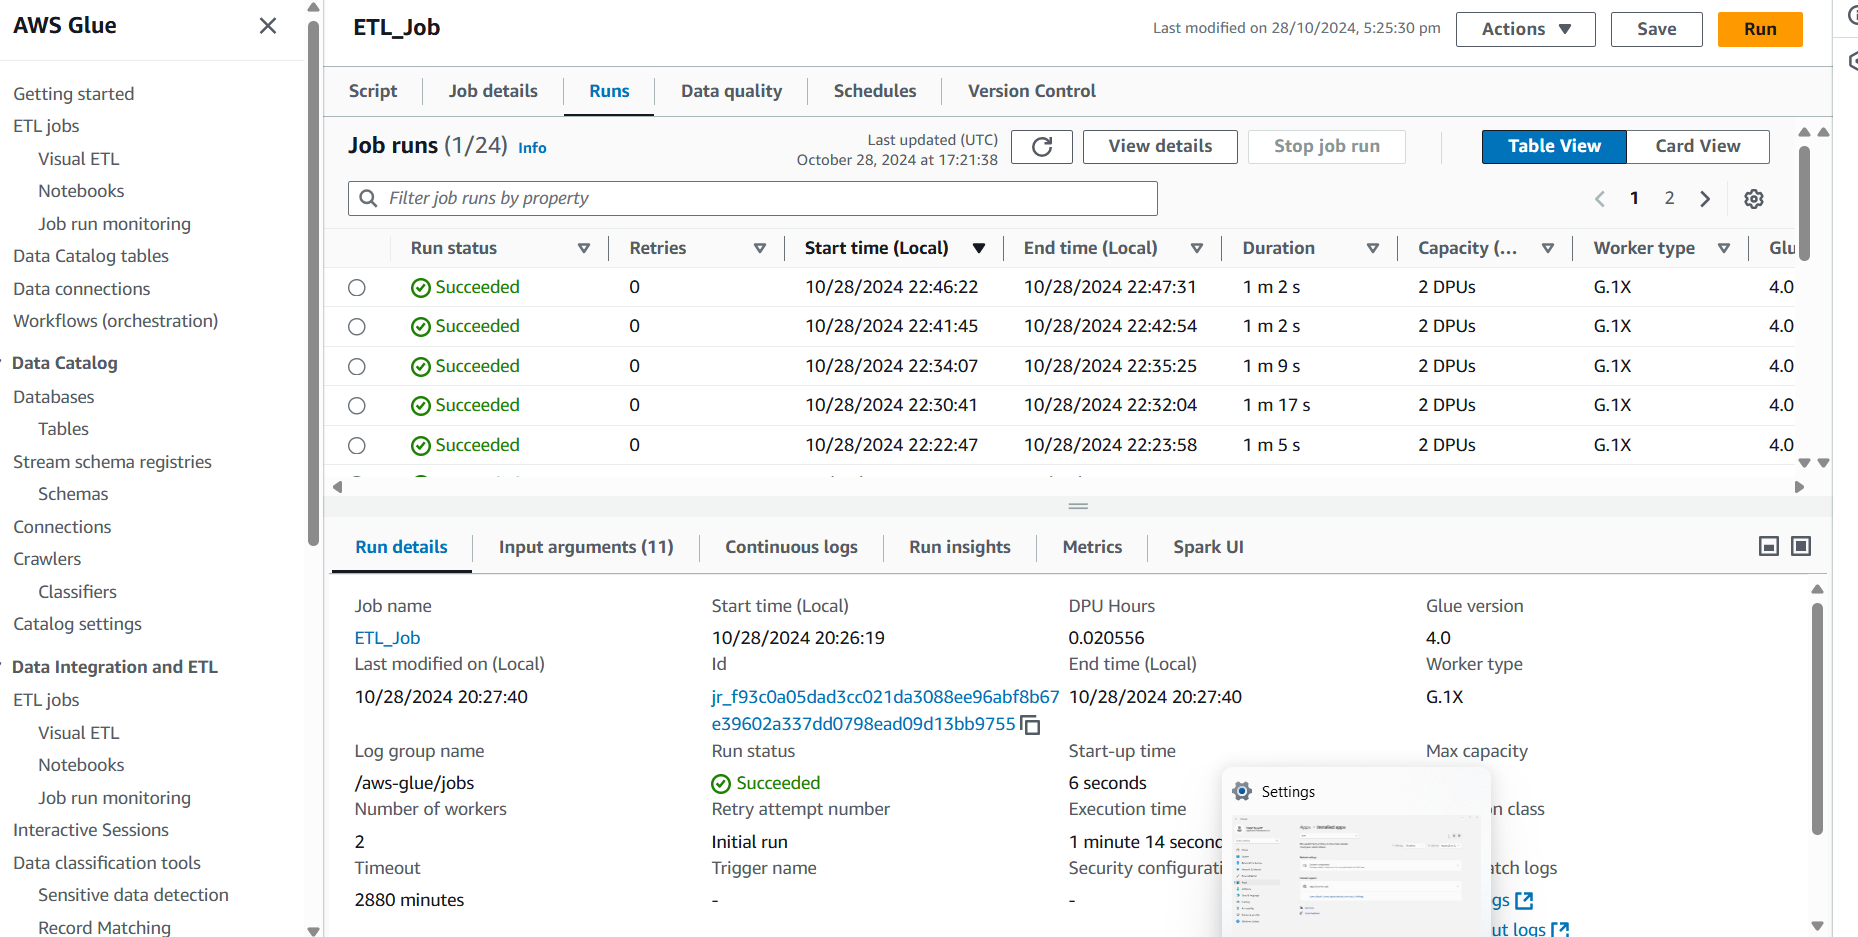 AWS Glue
Getting started
ETL jobs
Visual ETL
Notebooks
Job run monitoring
Data Catalog tables
Data connections
Workflows (orchestration)
Data Catalog
Databases
Tables
Stream schema registries
Schemas
Connections
Crawlers
Classifiers
Catalog settings
Data Integration and ETL
ETL jobs
Visual ETL
Notebooks
Job run monitoring
Interactive Sessions
Data classification tools
Sensitive data detection
Record Matching
ETL_Job
Last modified on 28/10/2024, 5:25:30 pm
Actions
Save
Run
Script
Job details
Runs
Data quality
Schedules
Version Control
Job runs (1/24) Info
Last updated (UTC)
October 28, 2024 at 17:21:38
View details
Stop job run
Table View
Card View
Filter job runs by property
1 2
Run status Retries Start time (Local) End time (Local) Duration Capacity (... Worker type Glu
Succeeded 0 10/28/2024 22:46:22 10/28/2024 22:47:31 1 m 2 s 2 DPUs G.1X 4.0
Succeeded 0 10/28/2024 22:41:45 10/28/2024 22:42:54 1 m 2 s 2 DPUs G.1X 4.0
Succeeded 0 10/28/2024 22:34:07 10/28/2024 22:35:25 1 m 9 s 2 DPUs G.1X 4.0
Succeeded 0 10/28/2024 22:30:41 10/28/2024 22:32:04 1 m 17 s 2 DPUs G.1X 4.0
Succeeded 0 10/28/2024 22:22:47 10/28/2024 22:23:58 1 m 5 s 2 DPUs G.1X 4.0
Run details
Input arguments (11)
Continuous logs
Run insights
Metrics
Spark UI
Job name Start time (Local) DPU Hours Glue version
ETL_Job 10/28/2024 20:26:19 0.020556 4.0
Last modified on (Local) Id End time (Local) Worker type
10/28/2024 20:27:40 jr_f93c0a05dad3cc021da3088ee96abf8b67 10/28/2024 20:27:40 G.1X
e39602a337dd0798ead09d13bb9755
Log group name Run status Start-up time Max capacity
/aws-glue/jobs Succeeded 6 seconds
Settings
Number of workers Retry attempt number Execution time n class
2 Initial run 1 minute 14 secon
Timeout Trigger name Security configurati atch logs
2880 minutes - - gs
ut logs